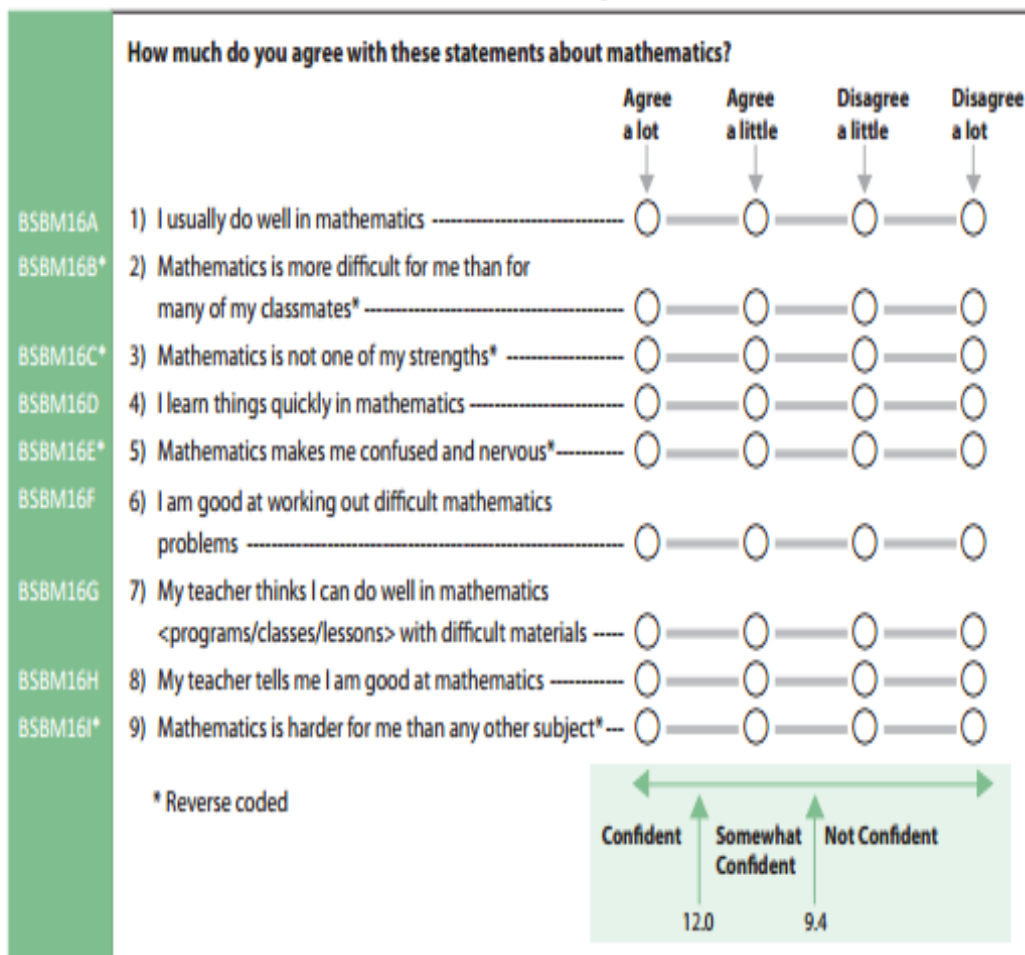 How much do you agree with these statements about mathematics?
Agree a lot
Agree a little
Disagree a little
Disagree a lot
BSBM16A 1) I usually do well in mathematics
BSBM16B* 2) Mathematics is more difficult for me than for
many of my classmates*
BSBM16C* 3) Mathematics is not one of my strengths*
BSBM16D 4) I learn things quickly in mathematics
BSBM16E* 5) Mathematics makes me confused and nervous*
BSBM16F 6) I am good at working out difficult mathematics
problems
BSBM16G 7) My teacher thinks I can do well in mathematics
<programs/classes/lessons> with difficult materials
BSBM16H 8) My teacher tells me I am good at mathematics
BSBM16I* 9) Mathematics is harder for me than any other subject*
* Reverse coded
Confident
Somewhat Confident
Not Confident
12.0
9.4